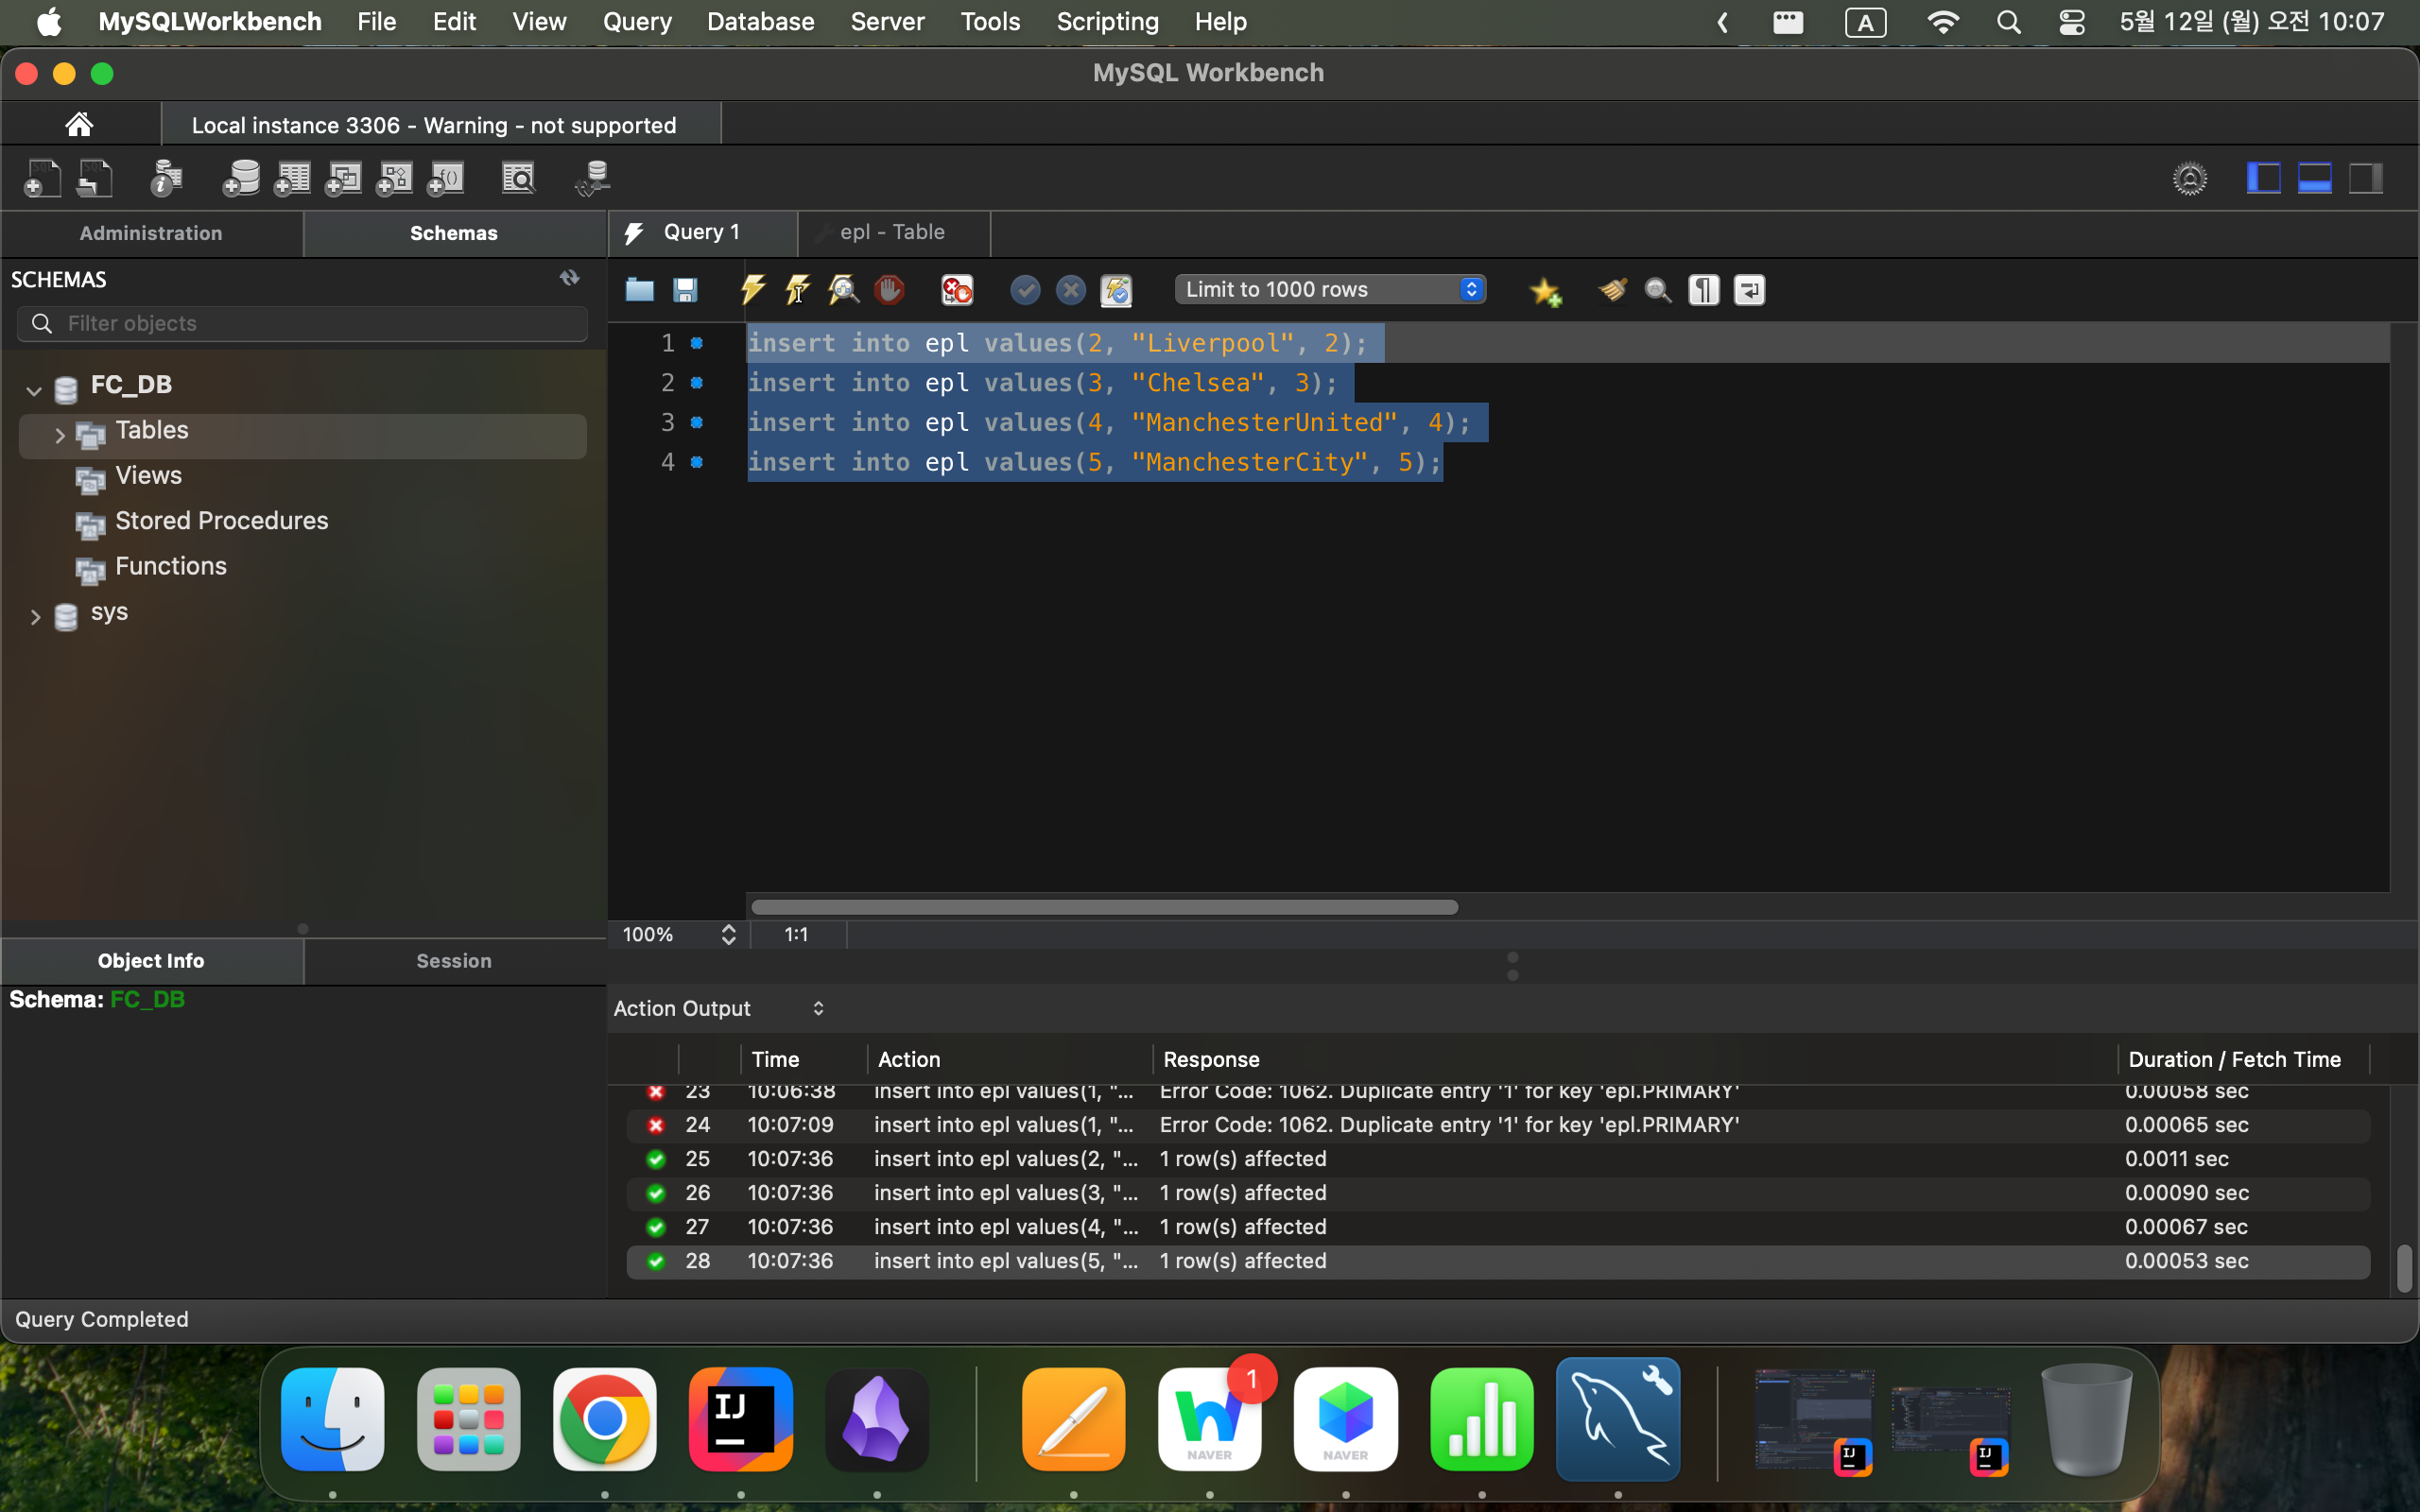 MySQLWorkbench File Edit View Query Database Server Tools Scripting Help A 5월 12일 (월) 오전 10:07
MySQL Workbench
Local instance 3306 - Warning - not supported
Administration Schemas Query 1 epl - Table
SCHEMAS
Filter objects
Limit to 1000 rows
FC_DB
Tables
Views
Stored Procedures
Functions
sys
1 insert into epl values(2, "Liverpool", 2);
2 insert into epl values(3, "Chelsea", 3);
3 insert into epl values(4, "ManchesterUnited", 4);
4 insert into epl values(5, "ManchesterCity", 5);
100% 1:1
Object Info Session
Schema: FC_DB
Action Output
Time Action Response Duration / Fetch Time
23 10:06:38 insert into epl values(1, "... Error Code: 1062. Duplicate entry '1' for key 'epl.PRIMARY' 0.00058 sec
24 10:07:09 insert into epl values(1, "... Error Code: 1062. Duplicate entry '1' for key 'epl.PRIMARY' 0.00065 sec
25 10:07:36 insert into epl values(2, "... 1 row(s) affected 0.0011 sec
26 10:07:36 insert into epl values(3, "... 1 row(s) affected 0.00090 sec
27 10:07:36 insert into epl values(4, "... 1 row(s) affected 0.00067 sec
28 10:07:36 insert into epl values(5, "... 1 row(s) affected 0.00053 sec
Query Completed
1
IJ
NAVER
NAVER
IJ
IJ